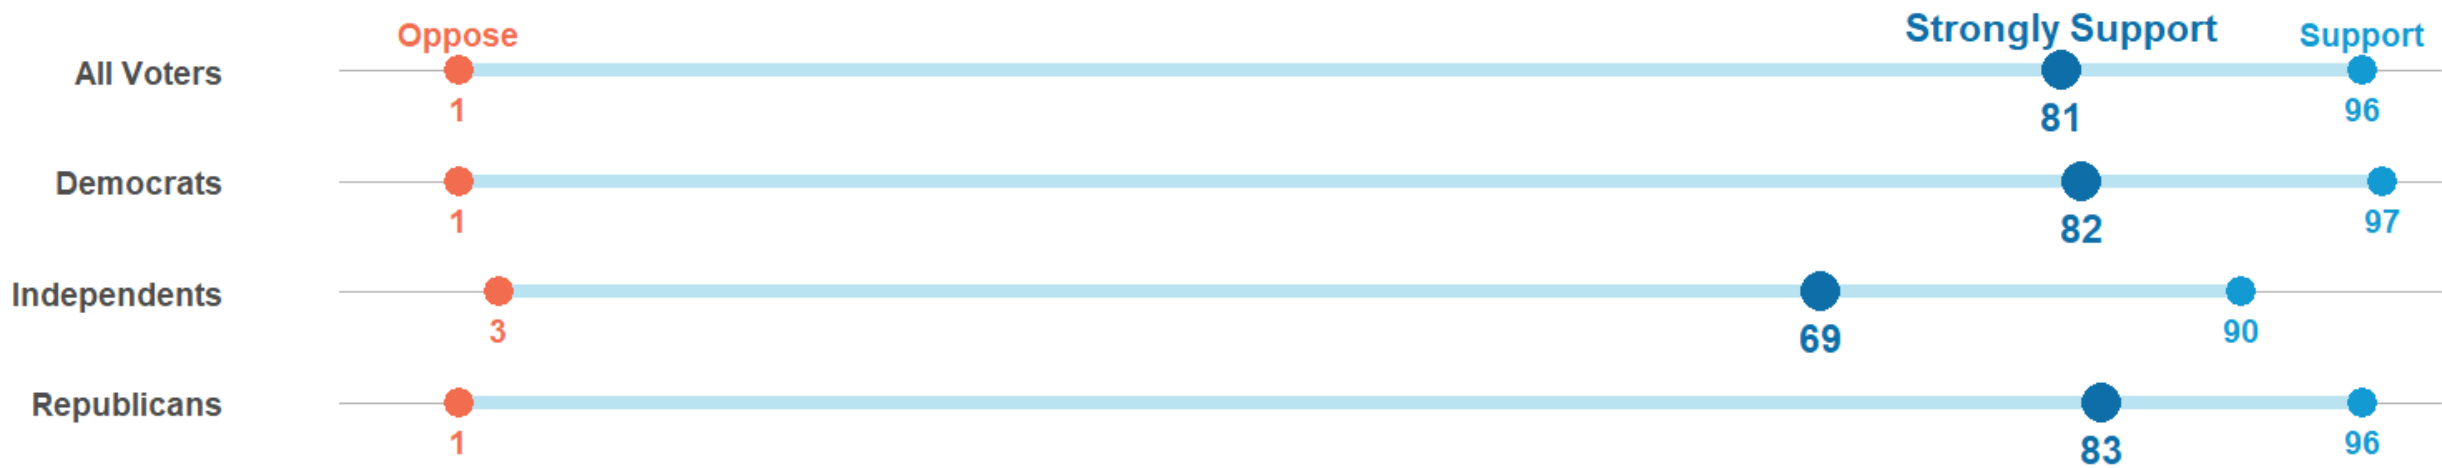 Oppose Strongly Support Support
All Voters
1 81 96
Democrats
1 82 97
Independents
3 69 90
Republicans
1 83 96